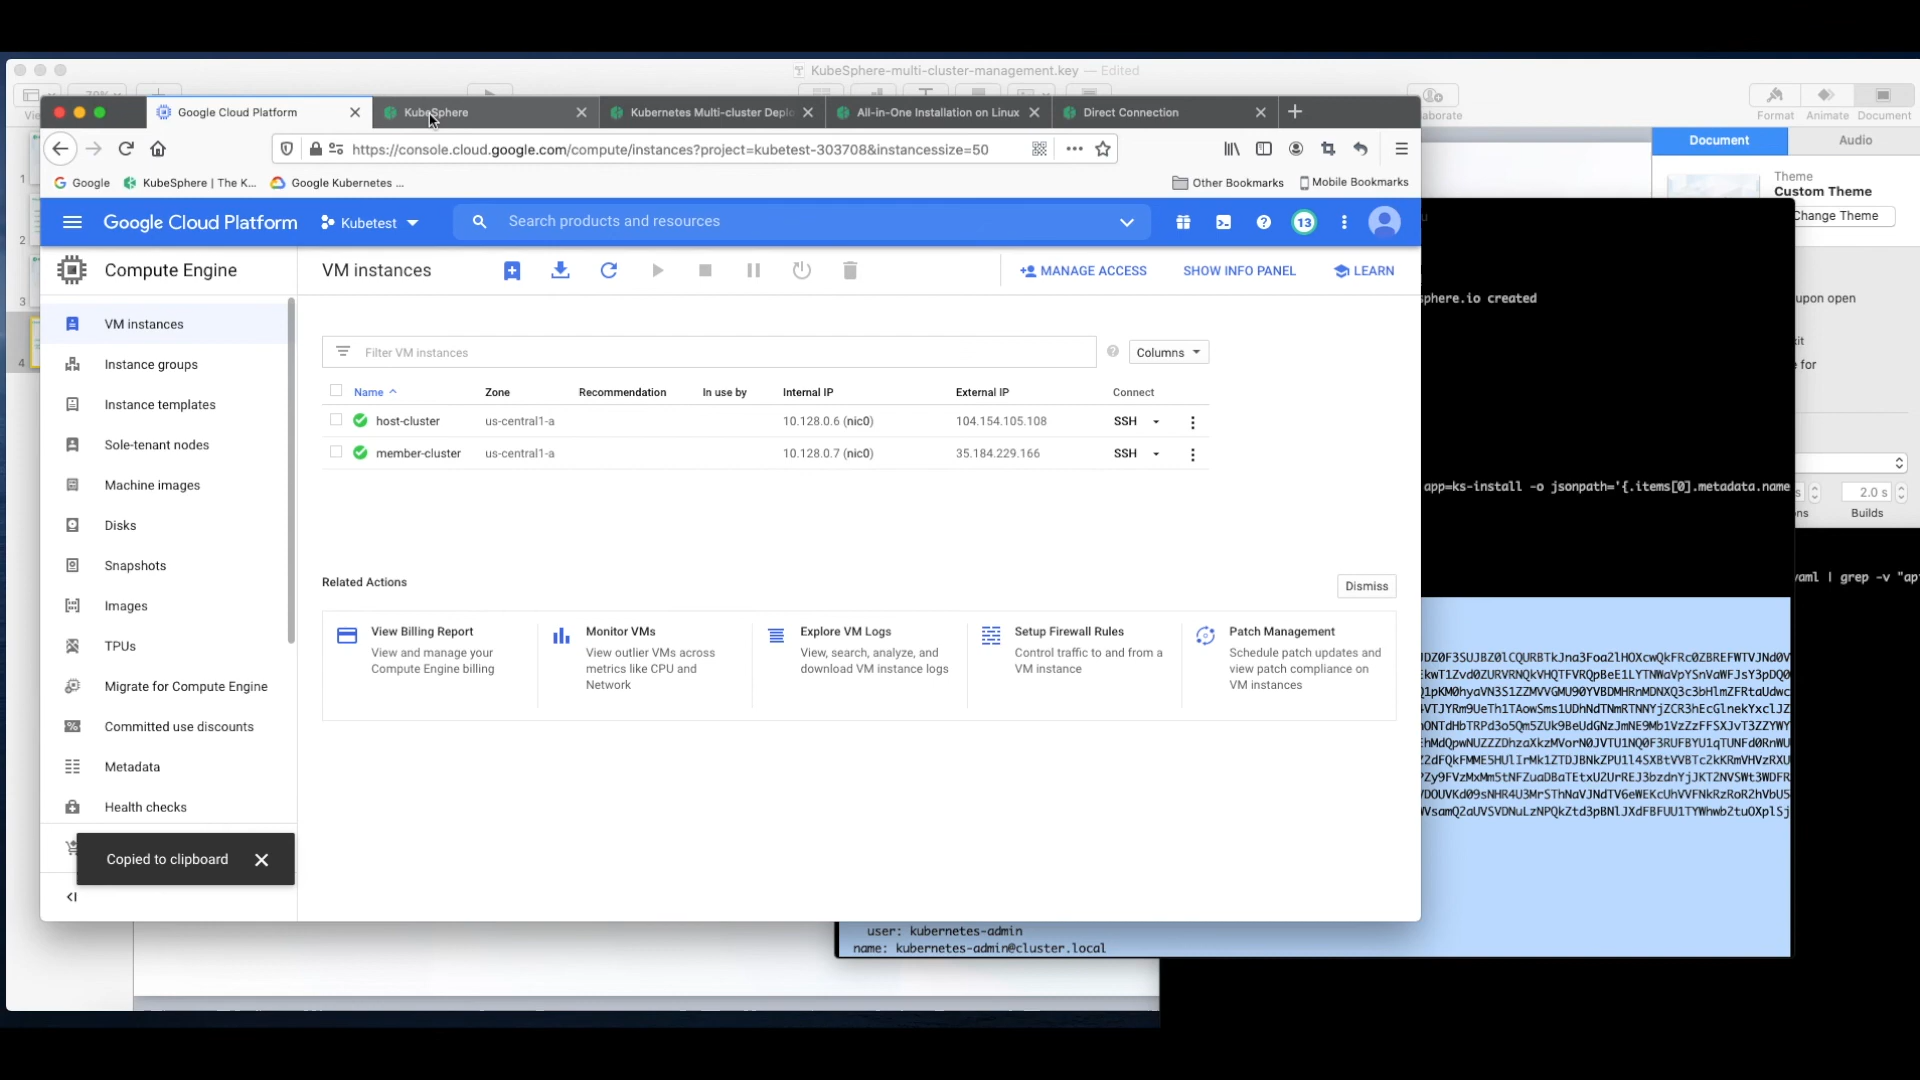 KubeSphere-multi-cluster-management.key — Edited
Google Cloud Platform
KubeSphere
Kubernetes Multi-cluster Deplo
All-in-One Installation on Linux
Direct Connection
Format
Animate
Document
https://console.cloud.google.com/compute/instances?project=kubetest-303708&instancessize=50
Document
Audio
Google
KubeSphere | The K...
Google Kubernetes ...
Other Bookmarks
Mobile Bookmarks
Theme
Custom Theme
Change Theme
Google Cloud Platform
Kubetest
Search products and resources
13
Compute Engine
VM instances
MANAGE ACCESS
SHOW INFO PANEL
LEARN
sphere.io created
upon open
VM instances
Instance groups
Instance templates
Sole-tenant nodes
Machine images
Disks
Snapshots
Images
TPUs
Migrate for Compute Engine
Committed use discounts
Metadata
Health checks
Filter VM instances
Columns
Name
Zone
Recommendation
In use by
Internal IP
External IP
Connect
host-cluster
us-central1-a
10.128.0.6 (nic0)
104.154.105.108
SSH
member-cluster
us-central1-a
10.128.0.7 (nic0)
35.184.229.166
SSH
app=ks-install -o jsonpath='{.items[0].metadata.name
2.0 s
Builds
Related Actions
Dismiss
View Billing Report
View and manage your
Compute Engine billing
Monitor VMs
View outlier VMs across
metrics like CPU and
Network
Explore VM Logs
View, search, analyze, and
download VM instance logs
Setup Firewall Rules
Control traffic to and from a
VM instance
Patch Management
Schedule patch updates and
view patch compliance on
VM instances
Copied to clipboard
user: kubernetes-admin
name: kubernetes-admin@cluster.local
1
2
3
4